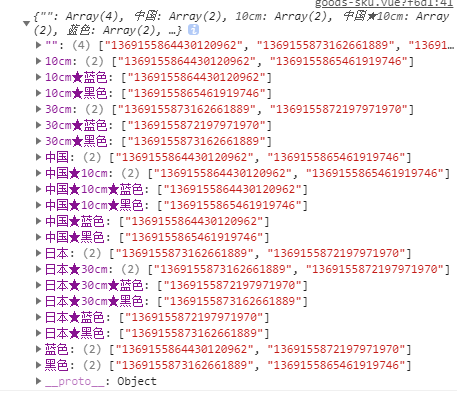 goods-sku.vue?f6d1:41
{"": Array(4), 中国: Array(2), 10cm: Array(2), 中国★10cm: Array(2), 蓝色: Array(2), …}
"": (4) ["1369155864430120962", "1369155873162661889", "13691…
10cm: (2) ["1369155864430120962", "1369155865461919746"]
10cm★蓝色: ["1369155864430120962"]
10cm★黑色: ["1369155865461919746"]
30cm: (2) ["1369155873162661889", "1369155872197971970"]
30cm★蓝色: ["1369155872197971970"]
30cm★黑色: ["1369155873162661889"]
中国: (2) ["1369155864430120962", "1369155865461919746"]
中国★10cm: (2) ["1369155864430120962", "1369155865461919746"]
中国★10cm★蓝色: ["1369155864430120962"]
中国★10cm★黑色: ["1369155865461919746"]
中国★蓝色: ["1369155864430120962"]
中国★黑色: ["1369155865461919746"]
日本: (2) ["1369155873162661889", "1369155872197971970"]
日本★30cm: (2) ["1369155873162661889", "1369155872197971970"]
日本★30cm★蓝色: ["1369155872197971970"]
日本★30cm★黑色: ["1369155873162661889"]
日本★蓝色: ["1369155872197971970"]
日本★黑色: ["1369155873162661889"]
蓝色: (2) ["1369155864430120962", "1369155872197971970"]
黑色: (2) ["1369155873162661889", "1369155865461919746"]
__proto__: Object